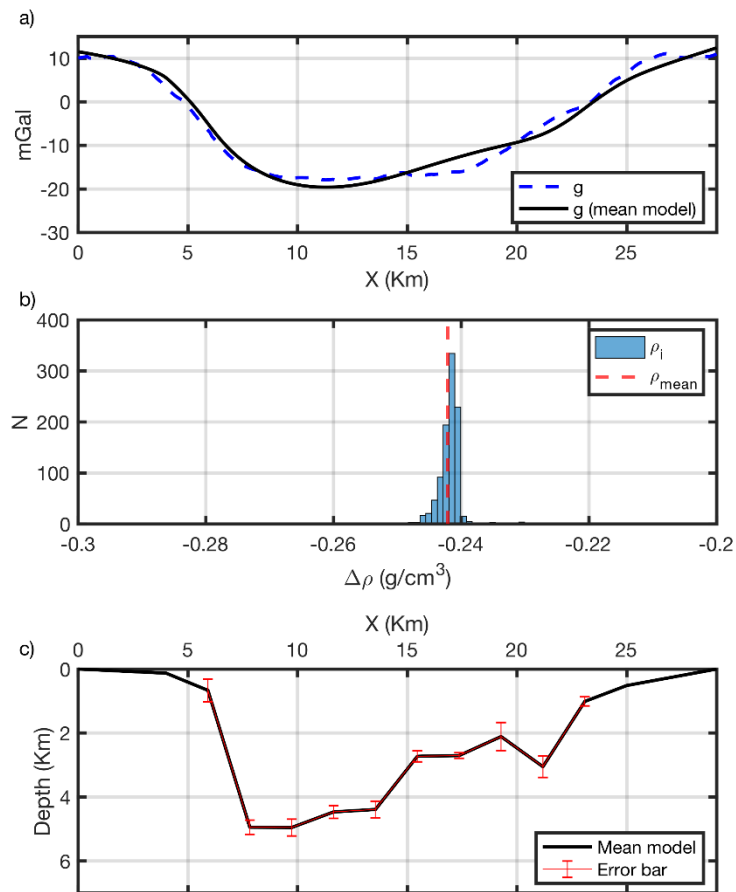 a)
10
0
-10
-20
-30
mGal
0 5 10 15 20 25
X (Km)
g
g (mean model)
b)
400
300
200
100
0
N
ρi
ρmean
-0.3 -0.28 -0.26 -0.24 -0.22 -0.2
Δρ (g/cm³)
X (Km)
c)
0 5 10 15 20 25
0
2
4
6
Depth (Km)
Mean model
Error bar